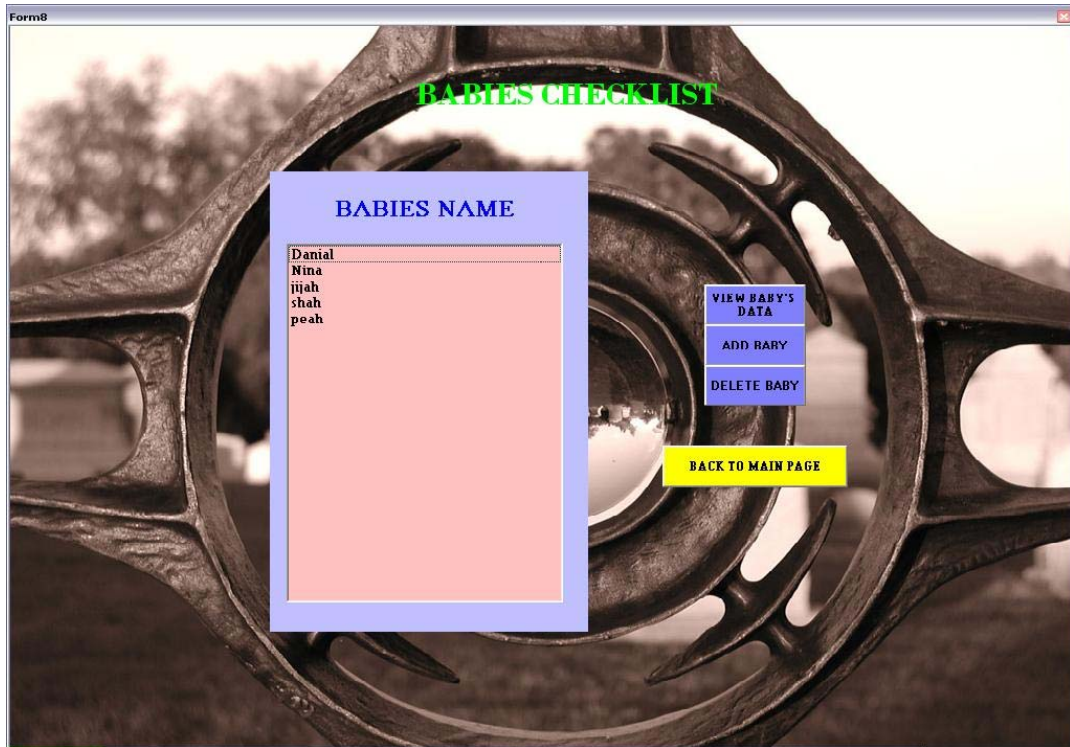 Form8
BABIES CHECKLIST
BABIES NAME
Danial
Nina
jijah
shah
peah
VIEW BABY'S
DATA
ADD BABY
DELETE BABY
BACK TO MAIN PAGE